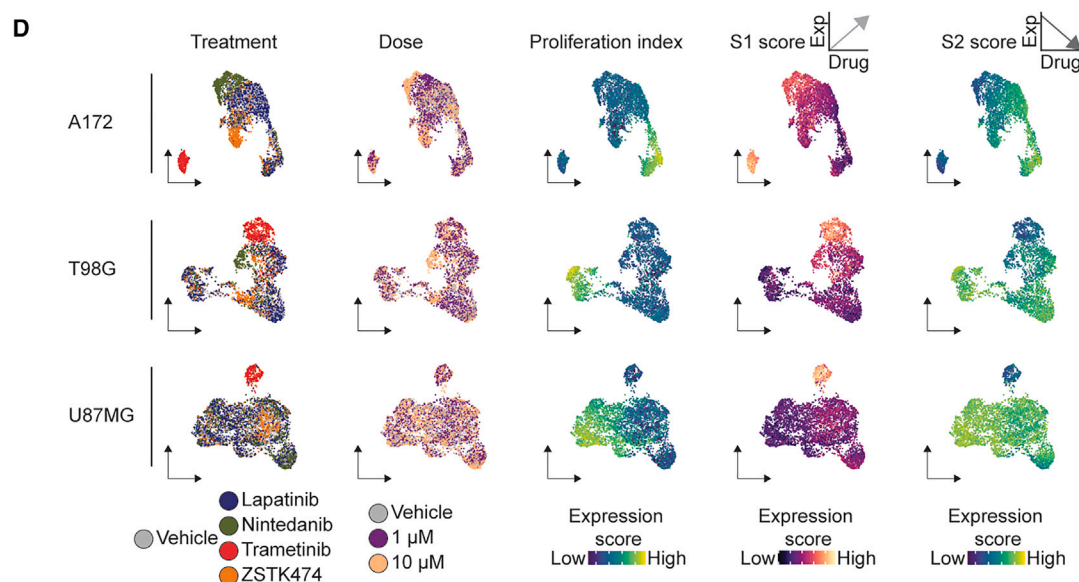 D
Treatment
Dose
Proliferation index
S1 score
Exp
Drug
S2 score
Exp
Drug
A172
T98G
U87MG
Vehicle
Lapatinib
Nintedanib
Trametinib
ZSTK474
Vehicle
1 µM
10 µM
Expression
score
Low High
Expression
score
Low High
Expression
score
Low High